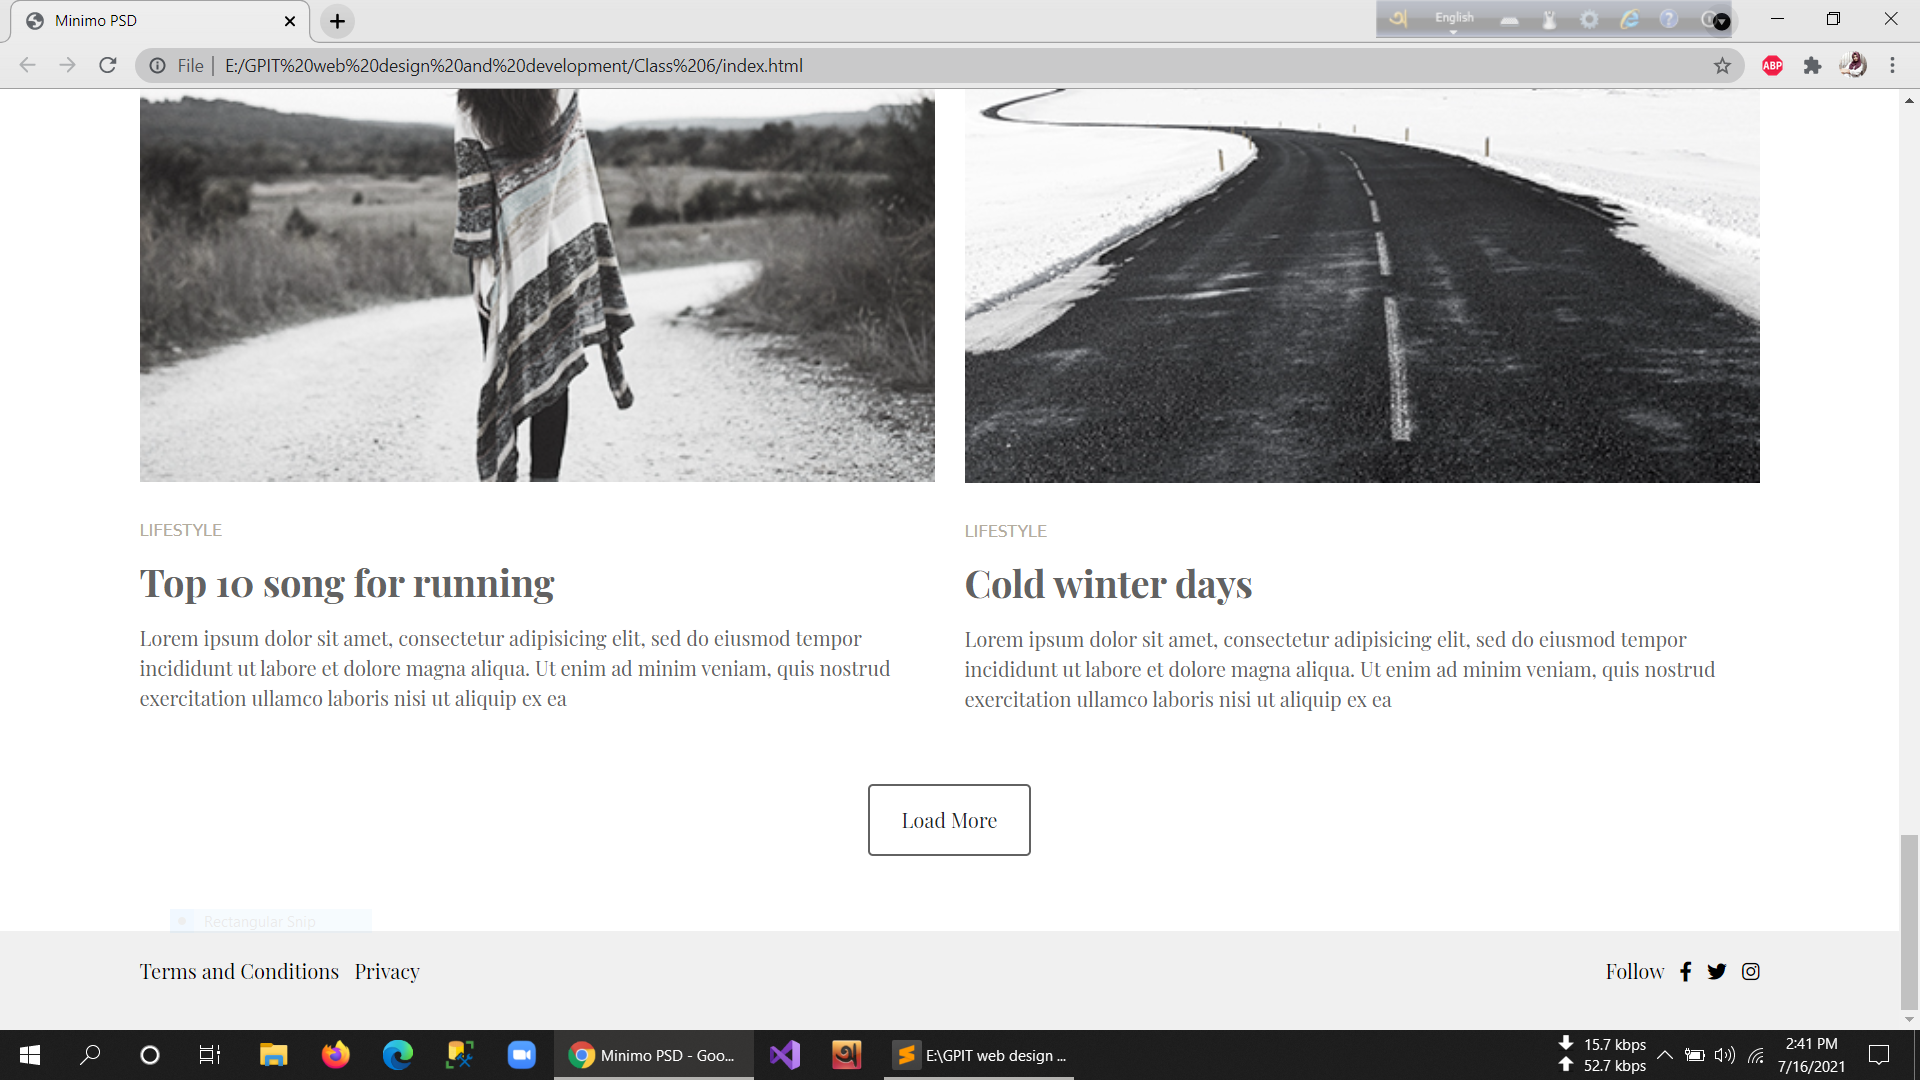 Minimo PSD
English
File
E:/GPIT%20web%20design%20and%20development/Class%206/index.html
ABP
LIFESTYLE
Top 10 song for running
Lorem ipsum dolor sit amet, consectetur adipisicing elit, sed do eiusmod tempor
incididunt ut labore et dolore magna aliqua. Ut enim ad minim veniam, quis nostrud
exercitation ullamco laboris nisi ut aliquip ex ea
LIFESTYLE
Cold winter days
Lorem ipsum dolor sit amet, consectetur adipisicing elit, sed do eiusmod tempor
incididunt ut labore et dolore magna aliqua. Ut enim ad minim veniam, quis nostrud
exercitation ullamco laboris nisi ut aliquip ex ea
Load More
Rectangular Snip
Terms and Conditions Privacy
Follow
Minimo PSD - Goo...
E:\GPIT web design ...
15.7 kbps
52.7 kbps
2:41 PM
7/16/2021